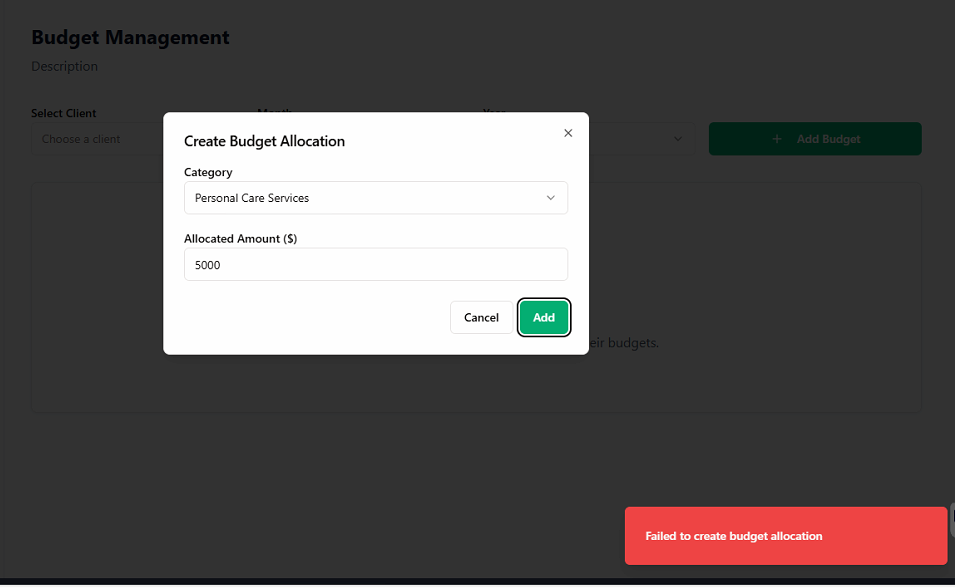 Budget Management
Description
Select Client
Month
Year
Choose a client
Add Budget
Create Budget Allocation
Category
Personal Care Services
Allocated Amount ($)
5000
Cancel
Add
eir budgets.
Failed to create budget allocation